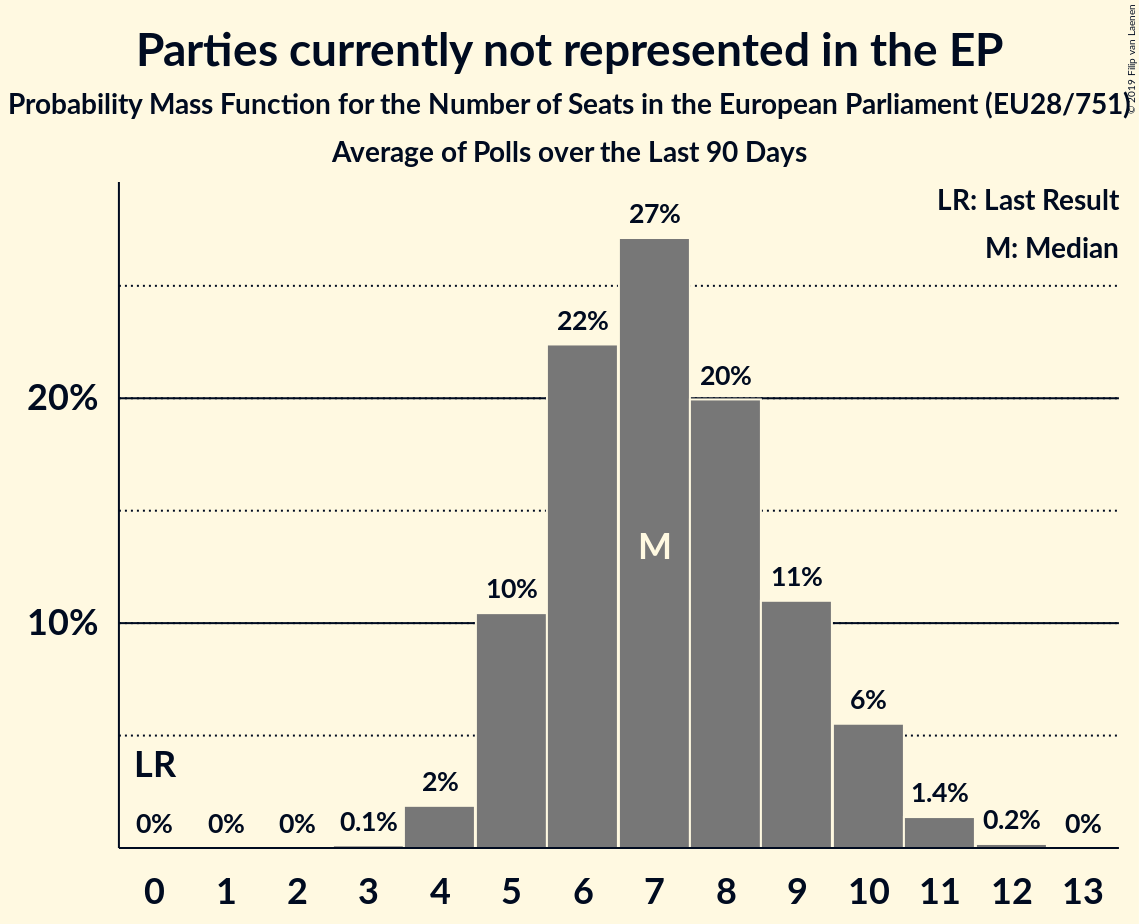 Parties currently not represented in the EP
Probability Mass Function for the Number of Seats in the European Parliament (EU28/751)
Average of Polls over the Last 90 Days
© 2019 Filip van Laenen
LR: Last Result
M: Median
27%
22%
20%
20%
M
11%
10%
10%
6%
LR
2%
1.4%
0% 0% 0% 0.1% 0.2% 0%
0 1 2 3 4 5 6 7 8 9 10 11 12 13